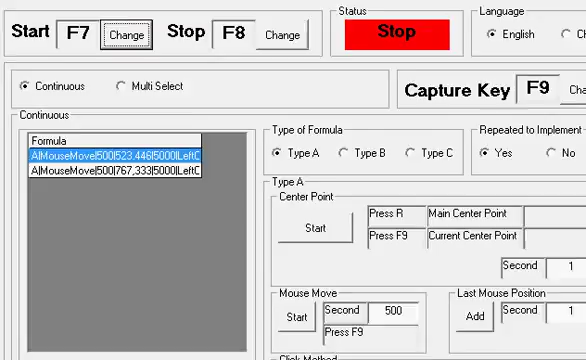 Status
Language
Start F7 Change Stop F8 Change
Stop
English
Continuous Multi Select
Capture Key F9
Continuous
Formula
A|MouseMove|500|523,446|5000|LeftC
A|MouseMove|500|767,333|5000|LeftC
Type of Formula
Type A Type B Type C
Repeated to Implement
Yes No
Type A
Center Point
Start
Press R Main Center Point
Press F9 Current Center Point
Second 1
Mouse Move
Start
Second 500
Press F9
Last Mouse Position
Add
Second 1
Click Method